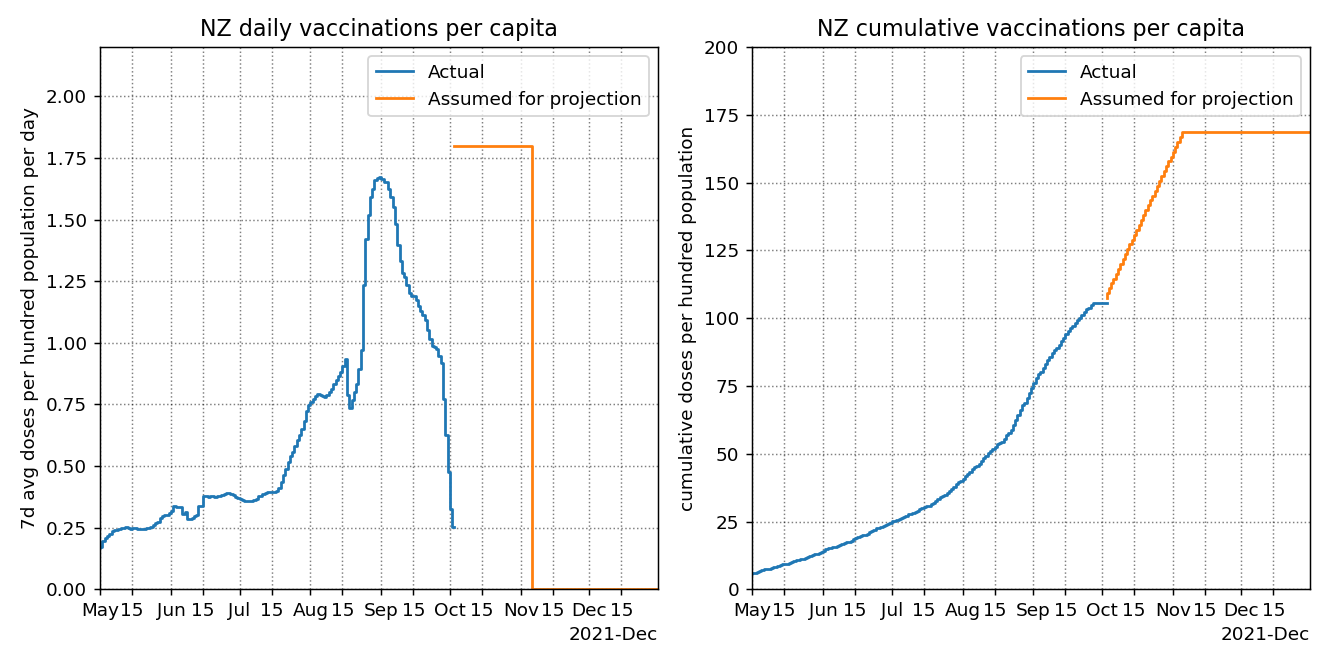 NZ daily vaccinations per capita
7d avg doses per hundred population per day
2.00
1.75
1.50
1.25
1.00
0.75
0.50
0.25
0.00
Actual
Assumed for projection
May 15 Jun 15 Jul 15 Aug 15 Sep 15 Oct 15 Nov 15 Dec 15
2021-Dec
NZ cumulative vaccinations per capita
cumulative doses per hundred population
200
175
150
125
100
75
50
25
0
Actual
Assumed for projection
May 15 Jun 15 Jul 15 Aug 15 Sep 15 Oct 15 Nov 15 Dec 15
2021-Dec